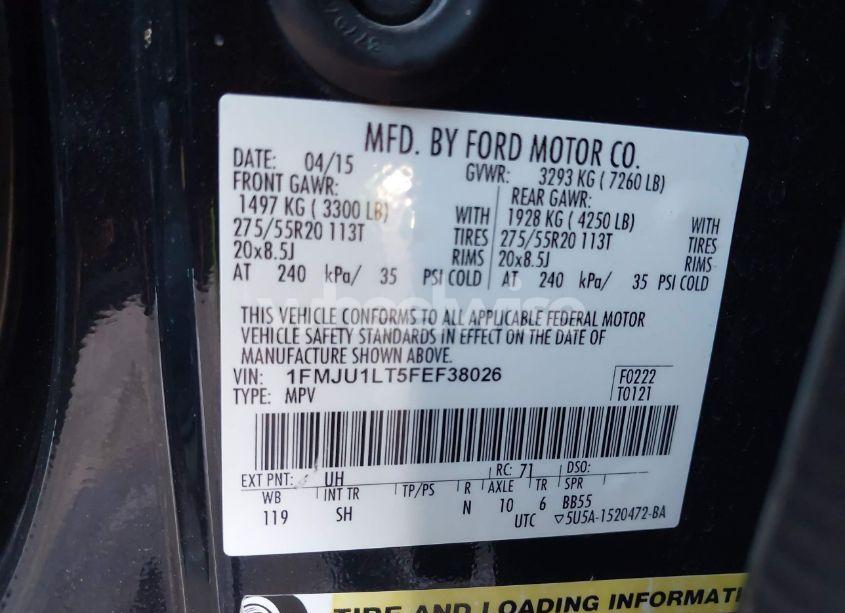 MFD. BY FORD MOTOR CO.
DATE: 04/15 GVWR: 3293 KG ( 7260 LB)
FRONT GAWR: REAR GAWR:
1497 KG ( 3300 LB) WITH 1928 KG ( 4250 LB) WITH
275/55R20 113T TIRES 275/55R20 113T TIRES
20x8.5J RIMS 20x8.5J RIMS
AT 240 kPa/ 35 PSI COLD AT 240 kPa/ 35 PSI COLD
THIS VEHICLE CONFORMS TO ALL APPLICABLE FEDERAL MOTOR
VEHICLE SAFETY STANDARDS IN EFFECT ON THE DATE OF
MANUFACTURE SHOWN ABOVE.
VIN: 1FMJU1LT5FEF38026 F0222
TYPE: MPV T0121
EXT PNT: UH RC: 71 DSO:
WB INT TR TP/PS R AXLE TR SPR
119 SH N 10 6 BB55
UTC ▽5U5A-1520472-BA
TIRE AND LOADING INFORMATI